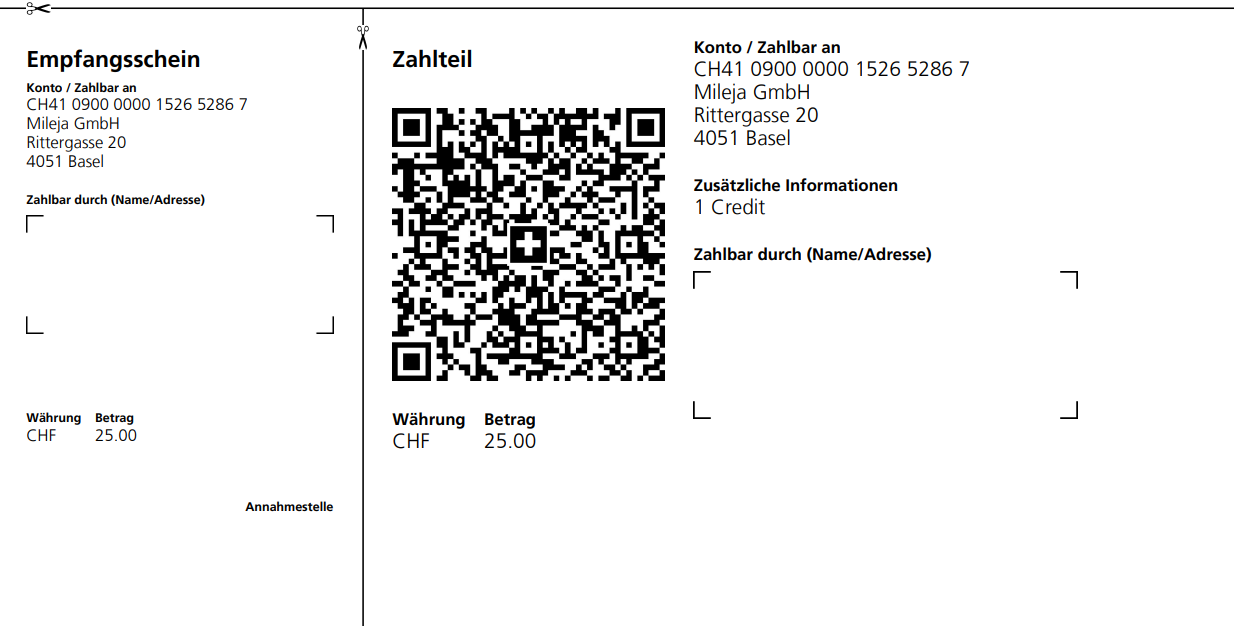 Empfangsschein
Konto / Zahlbar an
CH41 0900 0000 1526 5286 7
Mileja GmbH
Rittergasse 20
4051 Basel
Zahlbar durch (Name/Adresse)
Währung Betrag
CHF 25.00
Annahmestelle
Zahlteil
Währung Betrag
CHF 25.00
Konto / Zahlbar an
CH41 0900 0000 1526 5286 7
Mileja GmbH
Rittergasse 20
4051 Basel
Zusätzliche Informationen
1 Credit
Zahlbar durch (Name/Adresse)